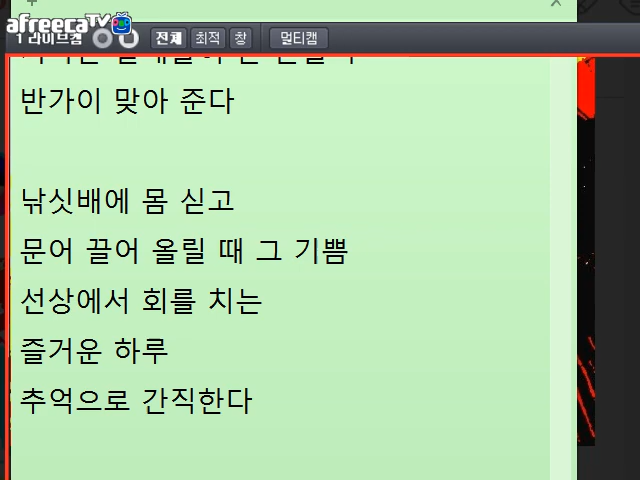 afreecaTV
1 라이브캠 전체 최적 창 멀티캠
반가이 맞아 준다
낚싯배에 몸 싣고
문어 끌어 올릴 때 그 기쁨
선상에서 회를 치는
즐거운 하루
추억으로 간직한다